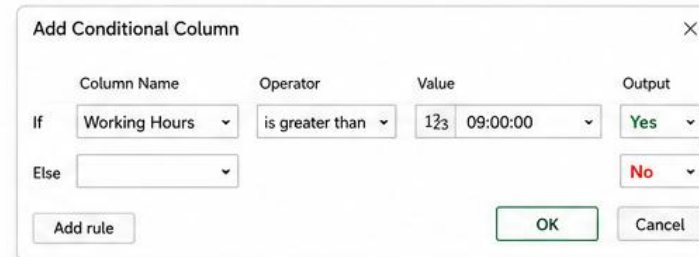 Add Conditional Column
Column Name Operator Value Output
If Working Hours is greater than 123 09:00:00 Yes
Else No
Add rule OK Cancel